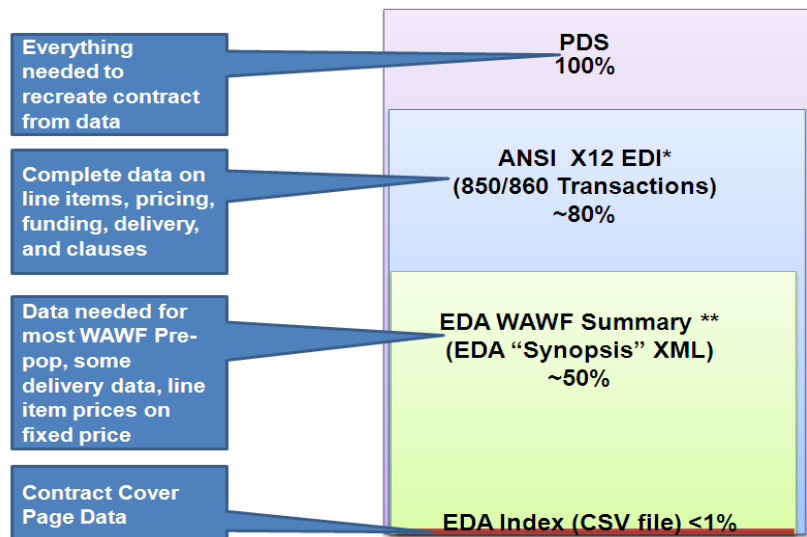 Everything
needed to
recreate contract
from data
PDS
100%
Complete data on
line items, pricing,
funding, delivery,
and clauses
ANSI X12 EDI*
(850/860 Transactions)
~80%
Data needed for
most WAWF Pre-
pop, some
delivery data, line
item prices on
fixed price
EDA WAWF Summary **
(EDA “Synopsis” XML)
~50%
Contract Cover
Page Data
EDA Index (CSV file) <1%